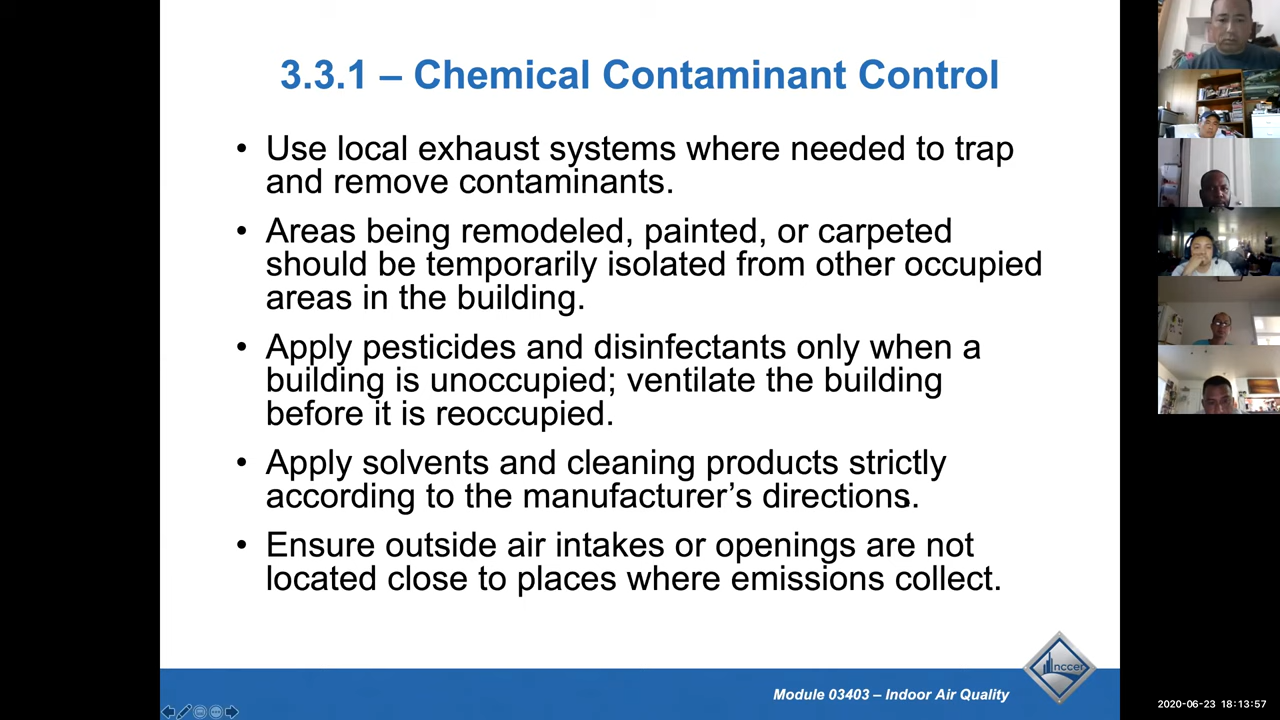 3.3.1 – Chemical Contaminant Control
• Use local exhaust systems where needed to trap
and remove contaminants.
• Areas being remodeled, painted, or carpeted
should be temporarily isolated from other occupied
areas in the building.
• Apply pesticides and disinfectants only when a
building is unoccupied; ventilate the building
before it is reoccupied.
• Apply solvents and cleaning products strictly
according to the manufacturer’s directions.
• Ensure outside air intakes or openings are not
located close to places where emissions collect.
nccer
Module 03403 – Indoor Air Quality
2020-06-23 18:13:57